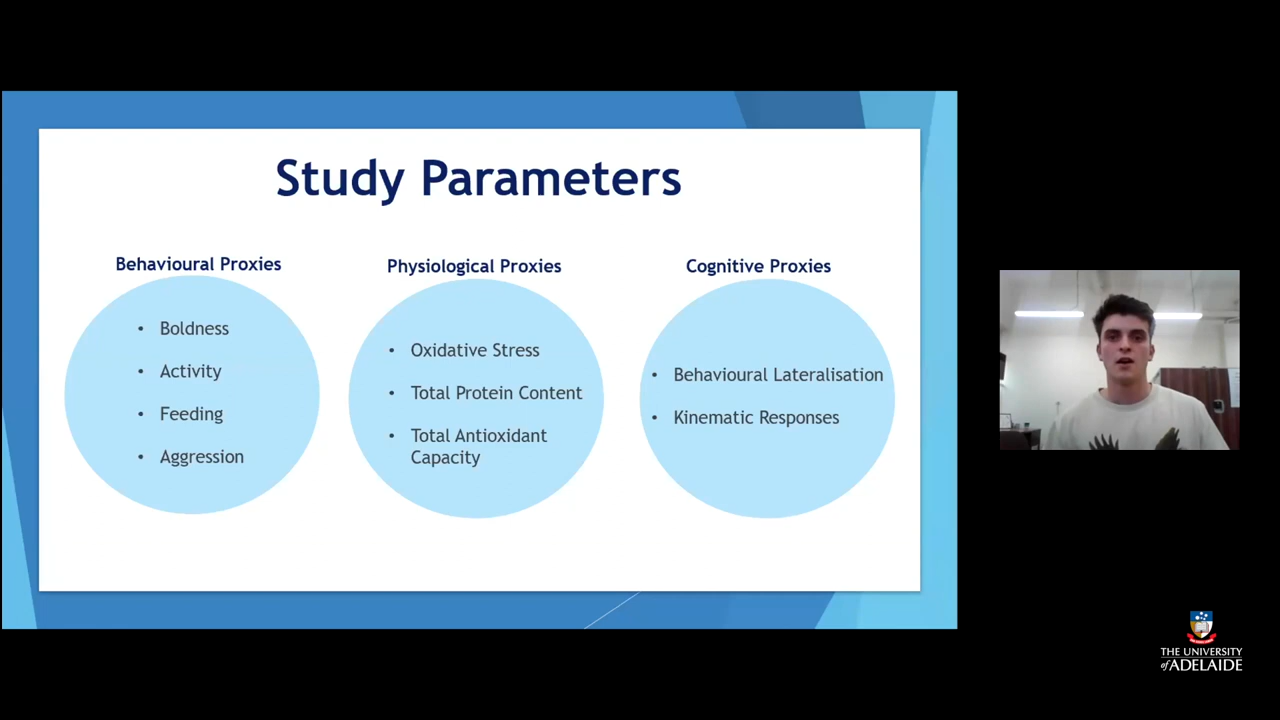 Study Parameters
Behavioural Proxies
• Boldness
• Activity
• Feeding
• Aggression
Physiological Proxies
• Oxidative Stress
• Total Protein Content
• Total Antioxidant
Capacity
Cognitive Proxies
• Behavioural Lateralisation
• Kinematic Responses
THE UNIVERSITY
of ADELAIDE